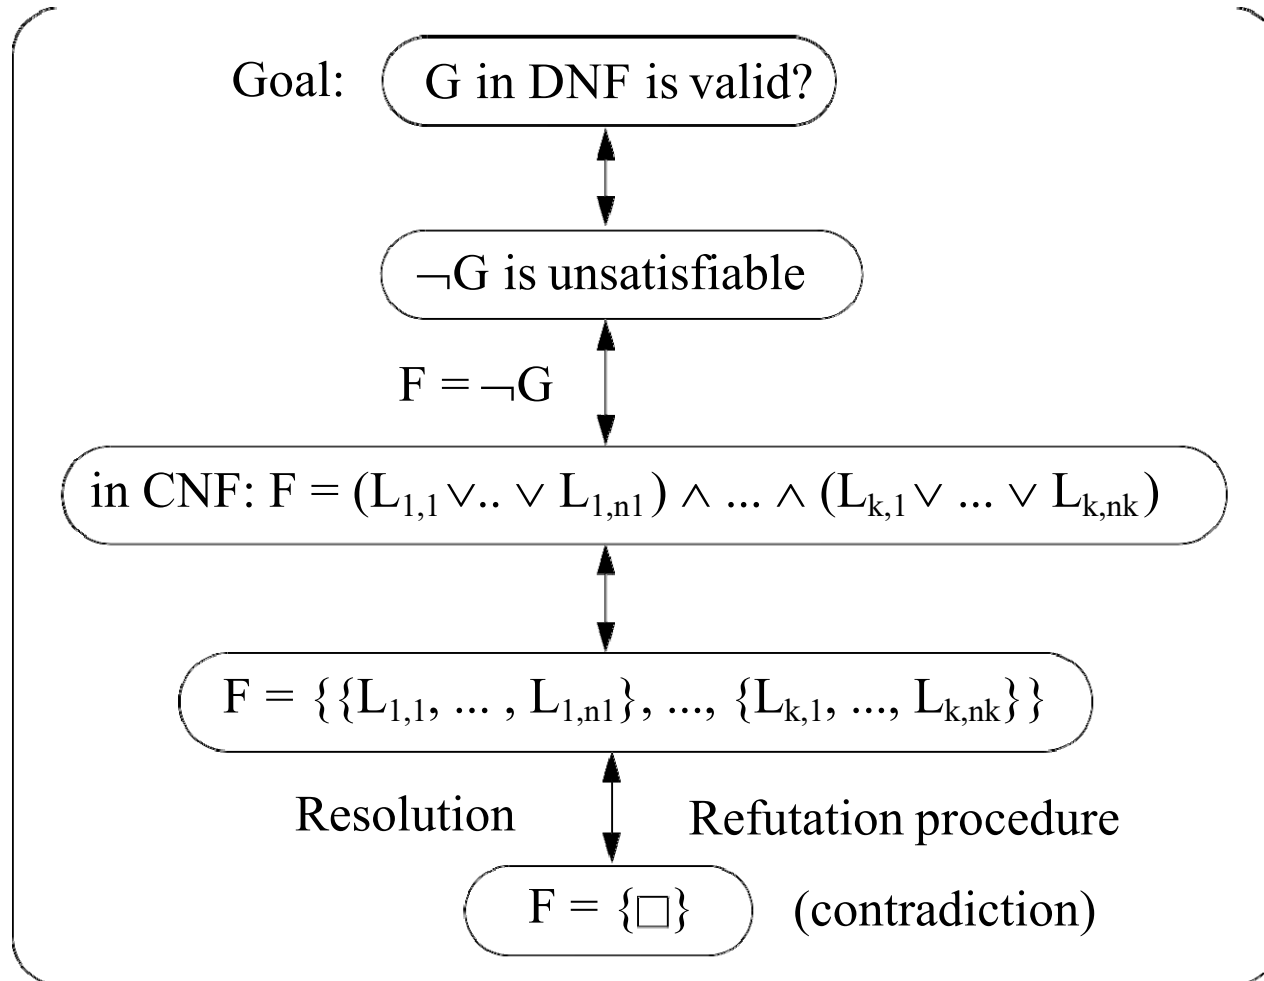 Goal: G in DNF is valid?
¬G is unsatisfiable
F = ¬G
in CNF: F = (L1,1 ∨.. ∨ L1,n1) ∧ ... ∧ (Lk,1 ∨ ... ∨ Lk,nk)
F = {{L1,1, ... , L1,n1}, ..., {Lk,1, ..., Lk,nk}}
Resolution Refutation procedure
F = {□} (contradiction)